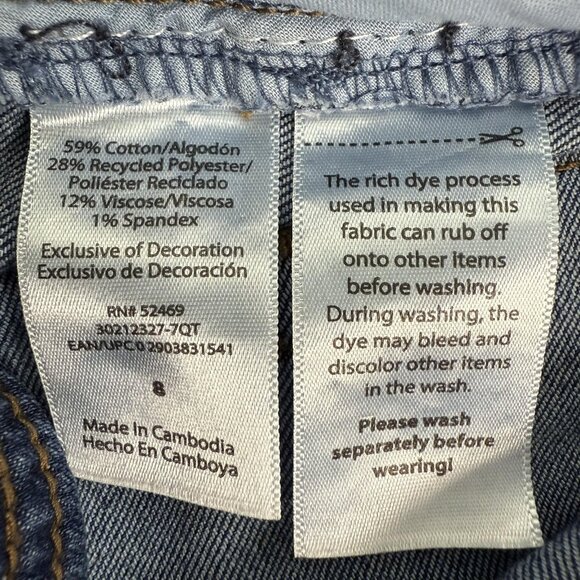 59% Cotton/Algodón
28% Recycled Polyester/
Poliéster Reciclado
12% Viscose/Viscosa
1% Spandex
Exclusive of Decoration
Exclusivo de Decoración
RN# 52469
30212327-7QT
EAN/UPC 0 2903831541
8
Made In Cambodia
Hecho En Camboya
The rich dye process
used in making this
fabric can rub off
onto other items
before washing.
During washing, the
dye may bleed and
discolor other items
in the wash.
Please wash
separately before
wearing!